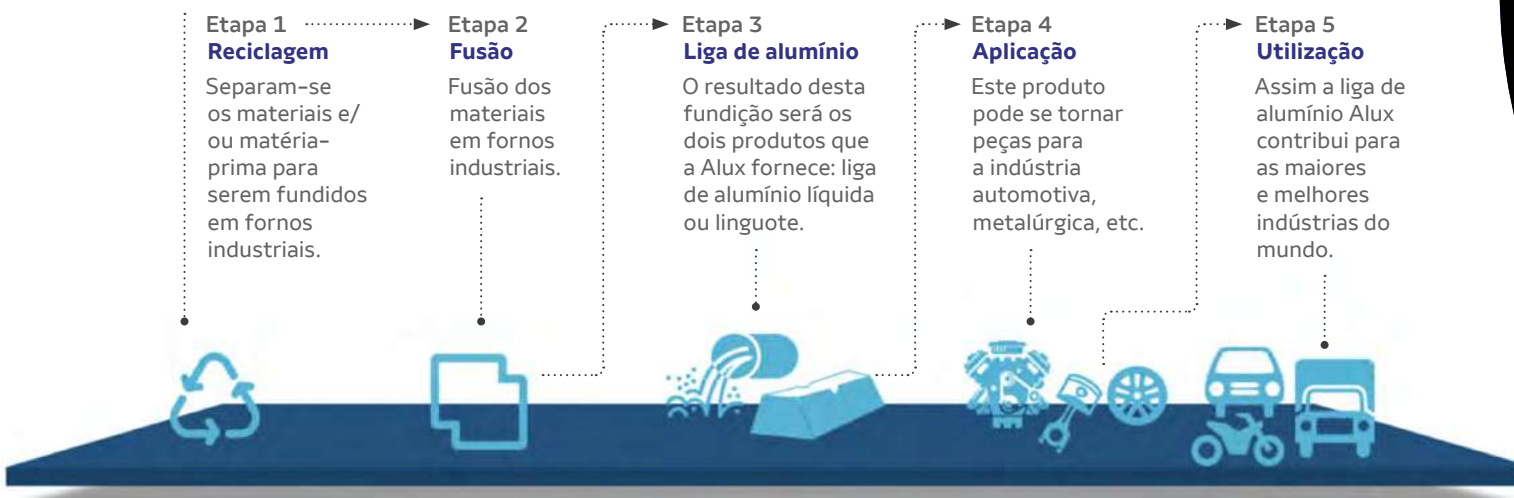 Etapa 1
Reciclagem
Separam-se
os materiais e/
ou matéria-
prima para
serem fundidos
em fornos
industriais.
Etapa 2
Fusão
Fusão dos
materiais
em fornos
industriais.
Etapa 3
Liga de alumínio
O resultado desta
fundição será os
dois produtos que
a Alux fornece: liga
de alumínio líquida
ou linguote.
Etapa 4
Aplicação
Este produto
pode se tornar
peças para
a indústria
automotiva,
metalúrgica, etc.
Etapa 5
Utilização
Assim a liga de
alumínio Alux
contribui para
as maiores
e melhores
indústrias do
mundo.